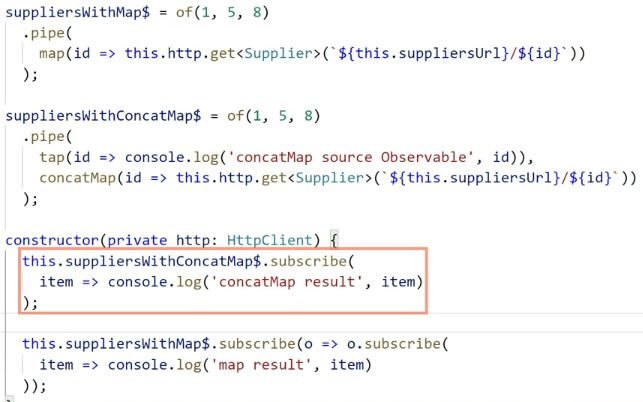 suppliersWithMap$ = of(1, 5, 8)
  .pipe(
    map(id => this.http.get<Supplier>(`${this.suppliersUrl}/${id}`))
  );

suppliersWithConcatMap$ = of(1, 5, 8)
  .pipe(
    tap(id => console.log('concatMap source Observable', id)),
    concatMap(id => this.http.get<Supplier>(`${this.suppliersUrl}/${id}`))
  );

constructor(private http: HttpClient) {
  this.suppliersWithConcatMap$.subscribe(
    item => console.log('concatMap result', item)
  );

  this.suppliersWithMap$.subscribe(o => o.subscribe(
    item => console.log('map result', item)
  ));
}